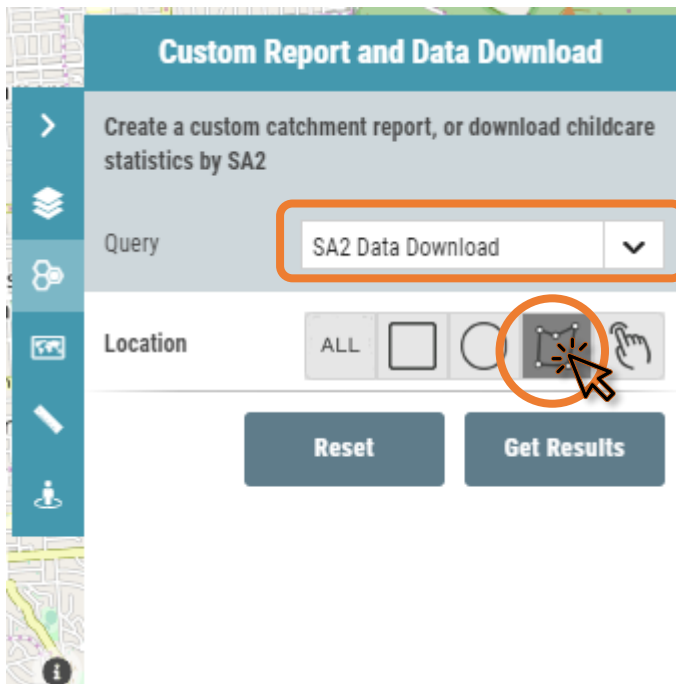 Custom Report and Data Download
Create a custom catchment report, or download childcare
statistics by SA2
Query
SA2 Data Download
Location
ALL
Reset
Get Results